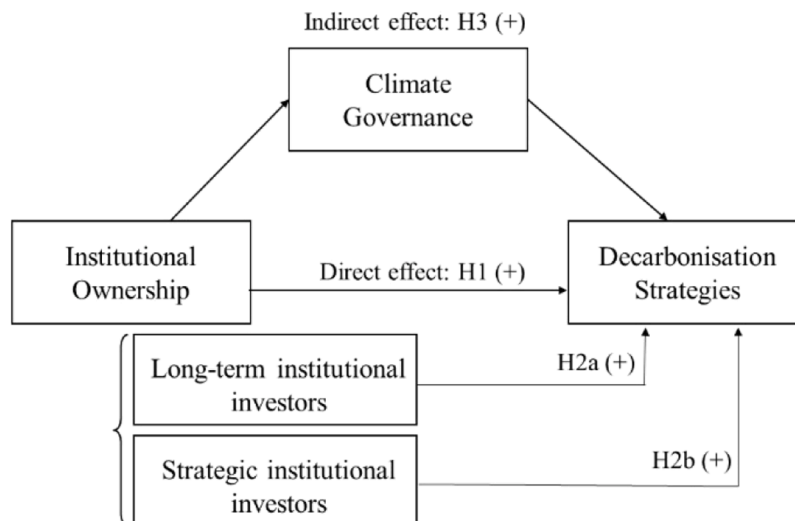 Indirect effect: H3 (+)
Climate
Governance
Institutional
Ownership
Direct effect: H1 (+)
Decarbonisation
Strategies
Long-term institutional
investors
H2a (+)
Strategic institutional
investors
H2b (+)